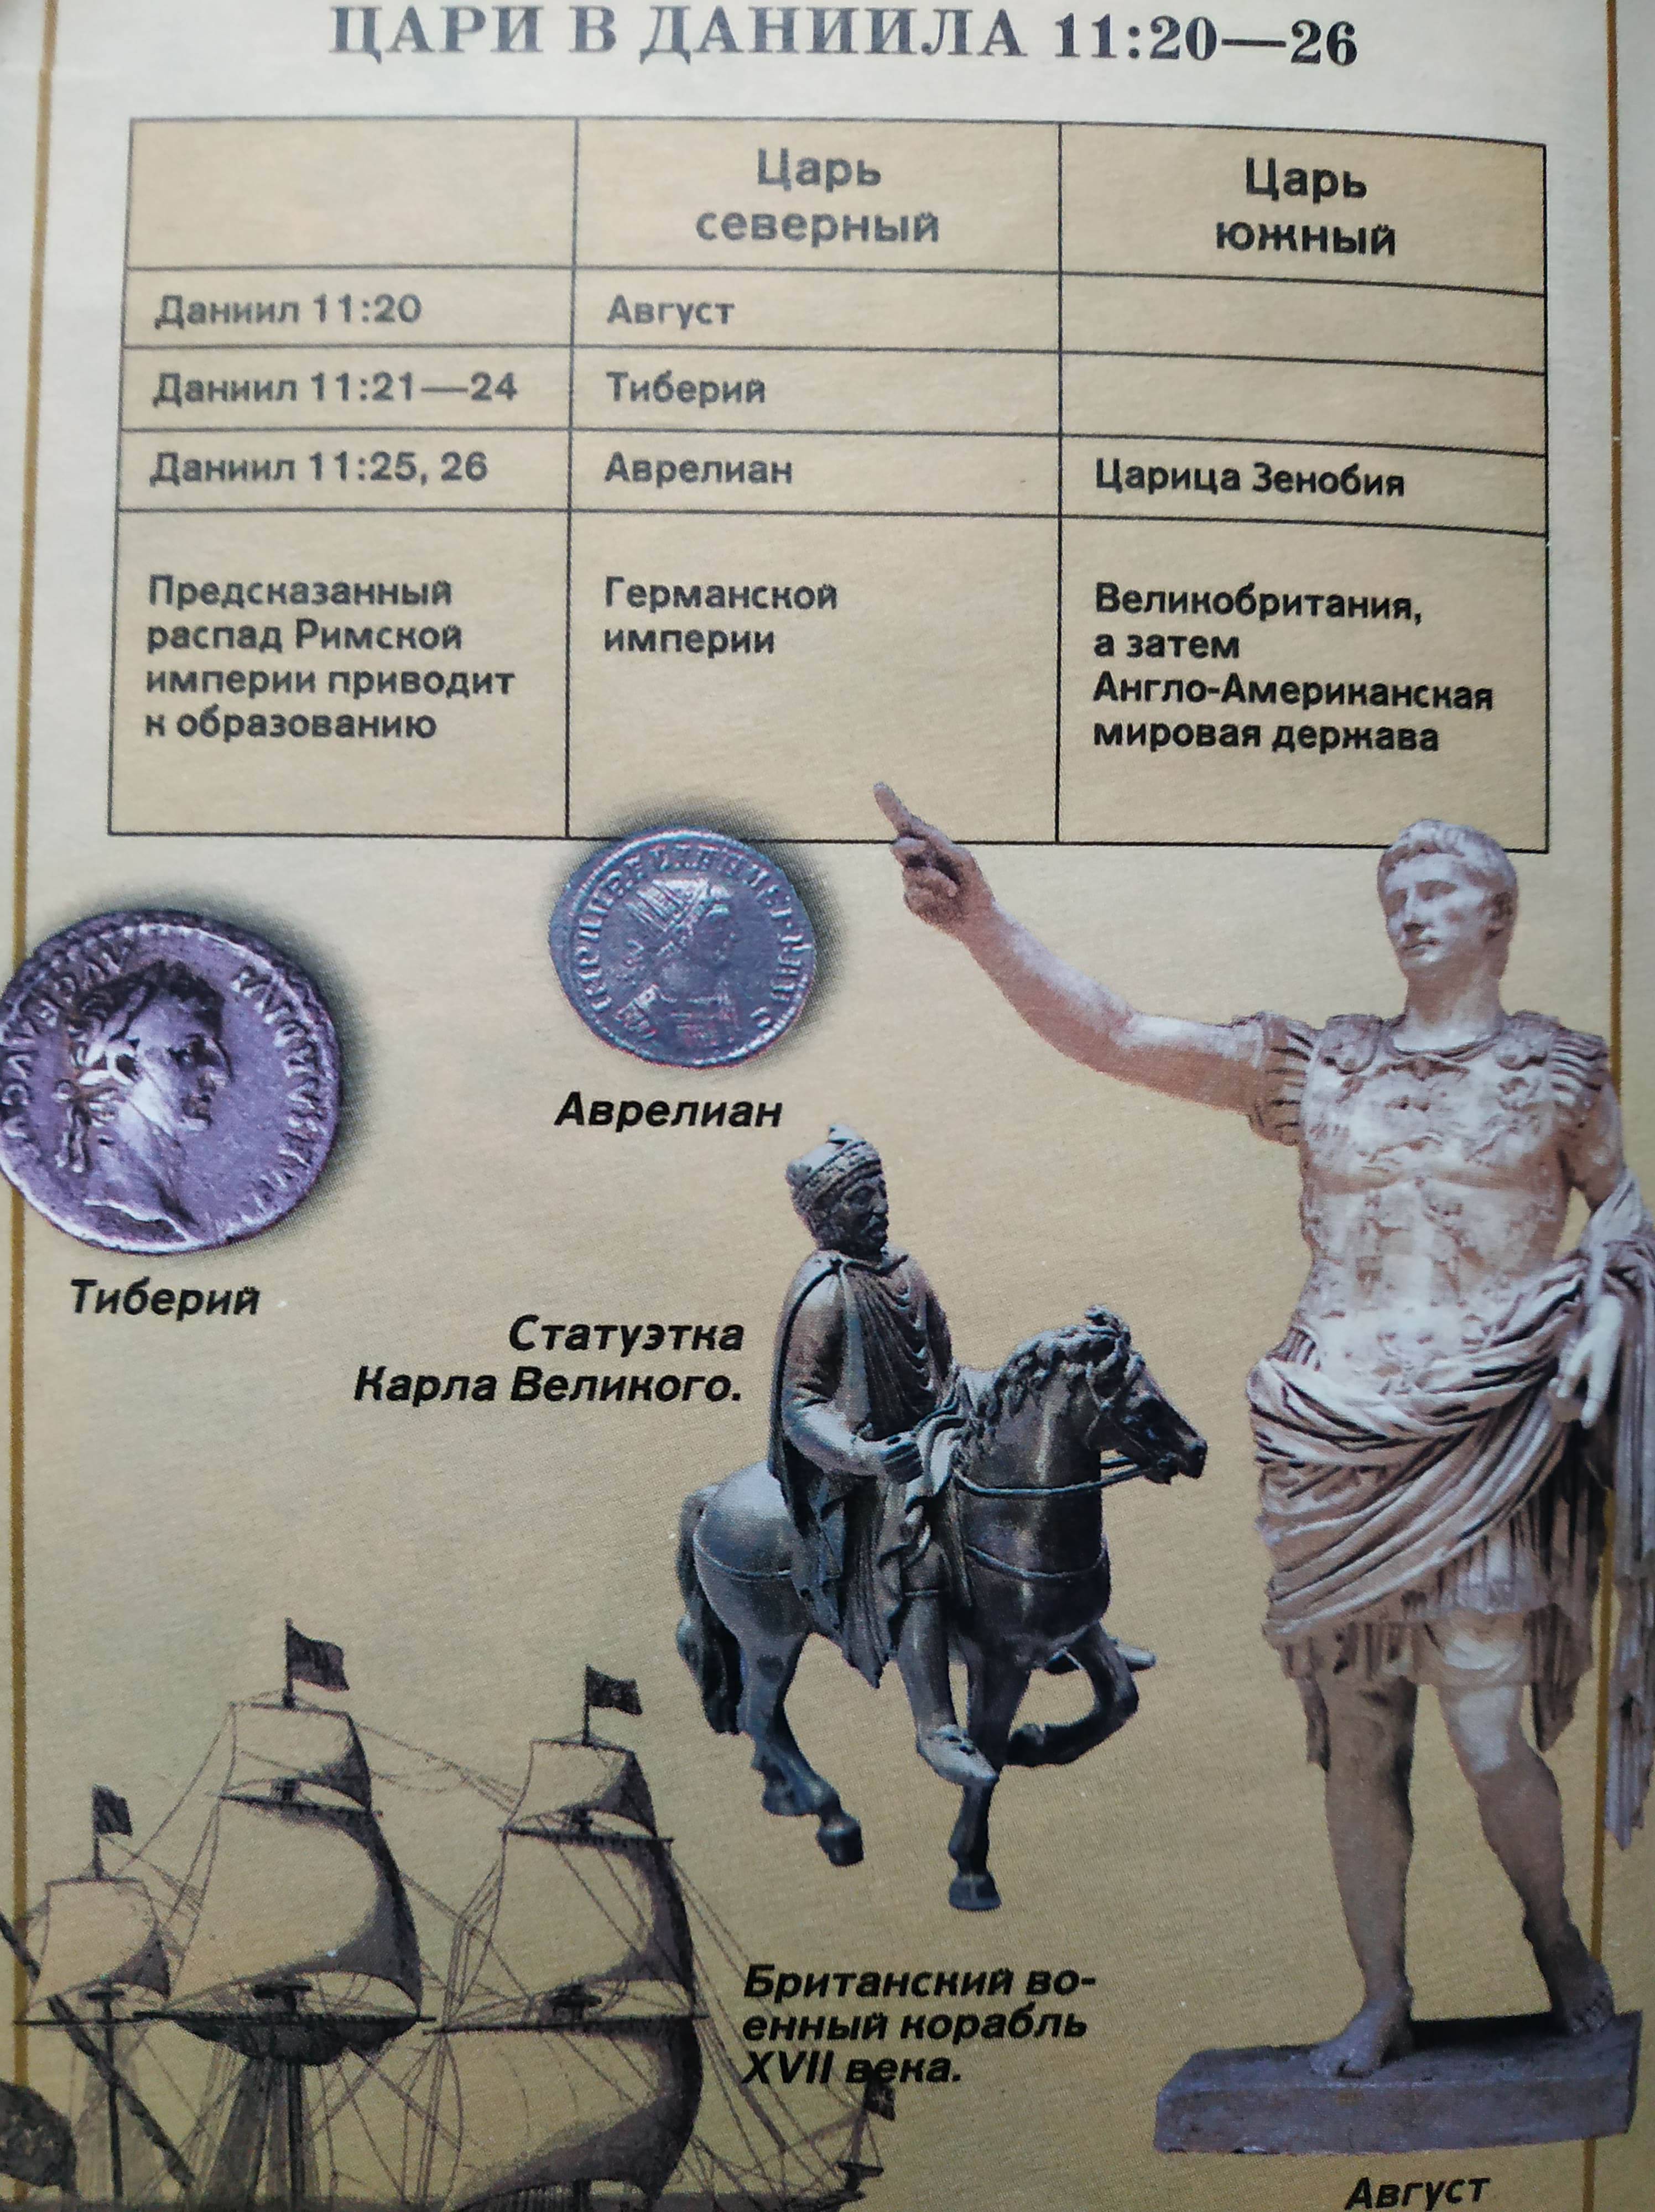 ЦАРИ В ДАНИИЛА 11:20—26
Царь
северный
Царь
южный
Даниил 11:20
Август
Даниил 11:21—24
Тиберий
Даниил 11:25, 26
Аврелиан
Царица Зенобия
Предсказанный
распад Римской
империи приводит
к образованию
Германской
империи
Великобритания,
а затем
Англо-Американская
мировая держава
Аврелиан
Тиберий
Статуэтка
Карла Великого.
Британский во-
енный корабль
XVII века.
Август